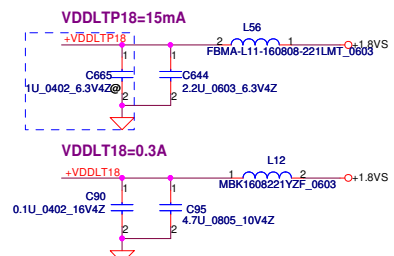 VDDLTP18=15mA
L56
+VDDLTP18
2
1
+1.8VS
FBMA-L11-160808-221LMT_0603
1
1
C665
C644
1U_0402_6.3V4Z@
2.2U_0603_6.3V4Z
2
2
VDDLT18=0.3A
L12
+VDDLT18
1
2
+1.8VS
MBK1608221YZF_0603
1
1
C90
C95
0.1U_0402_16V4Z
4.7U_0805_10V4Z
2
2